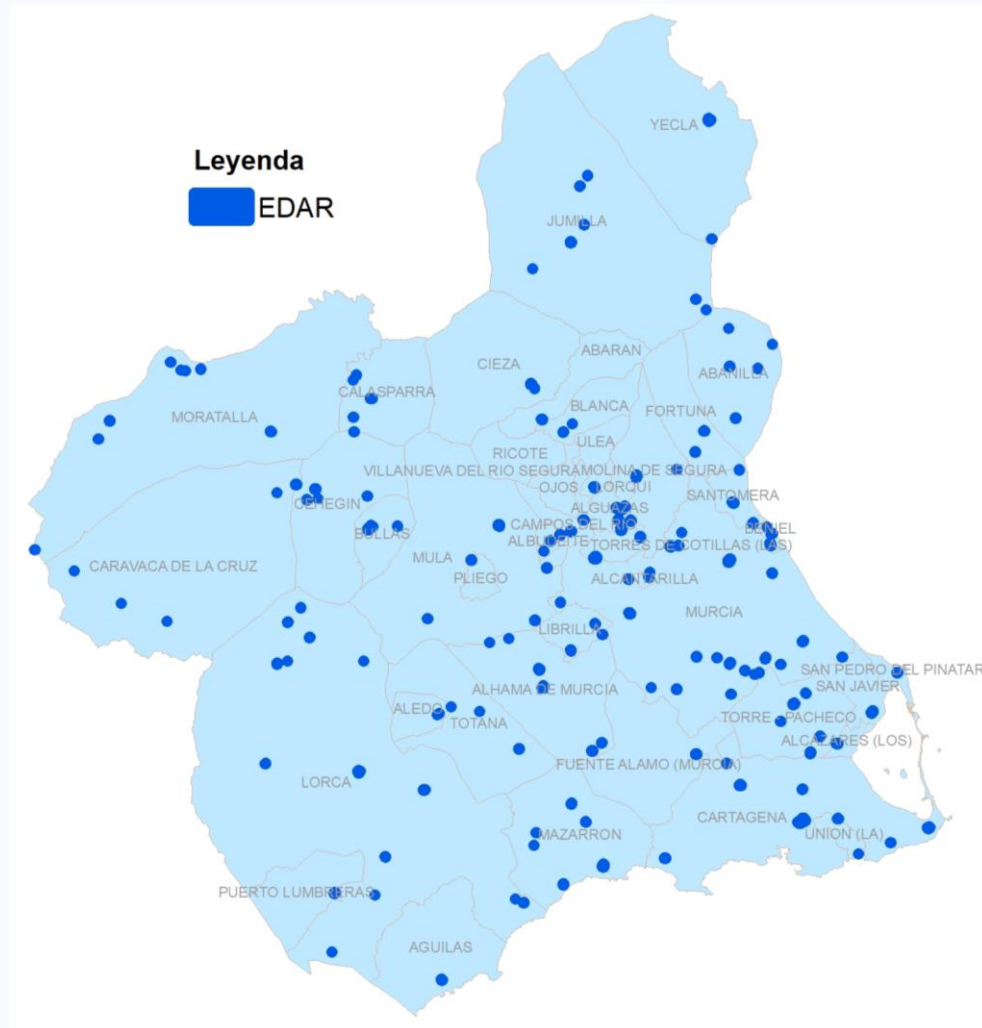 YECLA
Leyenda
EDAR
JUMILLA
ABARAN
CIEZA
ABANILLA
CALASPARRA
BLANCA
FORTUNA
MORATALLA
ULEA
RICOTE
VILLANUEVA DEL RIO SEGURA
MOLINA DE SEGURA
OJOS
LORQUI
SANTOMERA
CEHEGIN
ALGUAZAS
CAMPOS DEL RIO
BENIEL
BULLAS
ALBUDEITE
TORRES DE COTILLAS (LAS)
MULA
CARAVACA DE LA CRUZ
PLIEGO
ALCANTARILLA
MURCIA
LIBRILLA
SAN PEDRO DEL PINATAR
SAN JAVIER
ALHAMA DE MURCIA
ALEDO
TOTANA
TORRE - PACHECO
ALCAZARES (LOS)
FUENTE ALAMO (MURCIA)
LORCA
CARTAGENA
MAZARRON
UNION (LA)
PUERTO LUMBRERAS
AGUILAS